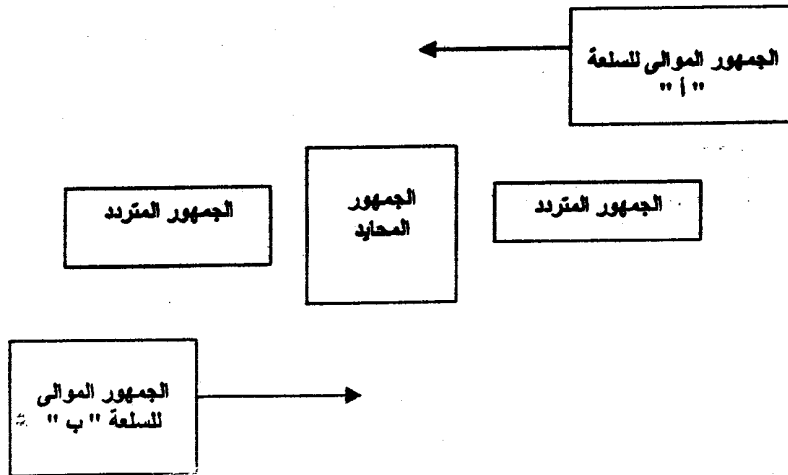 الجمهور الموالى للسلعة
" أ "
الجمهور المتردد
الجمهور
المحايد
الجمهور المتردد
الجمهور الموالى
للسلعة " ب "